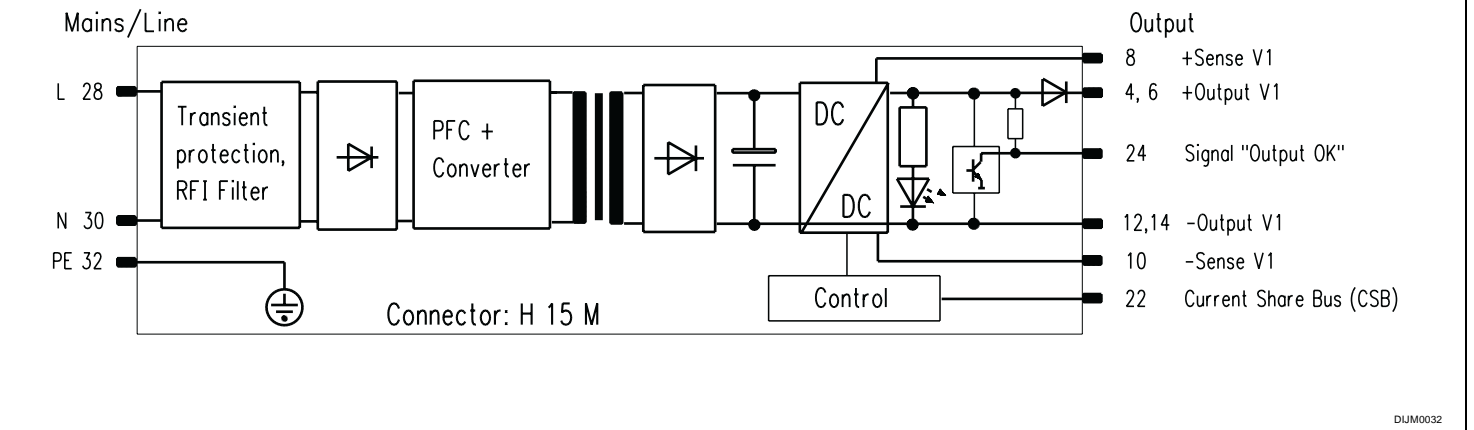 Mains/Line
Output
8 +Sense V1
L 28
4, 6 +Output V1
Transient
protection,
RFI Filter
PFC +
Converter
DC
DC
24 Signal "Output OK"
N 30
12,14 -Output V1
PE 32
10 -Sense V1
Control
22 Current Share Bus (CSB)
Connector: H 15 M
DIJM0032